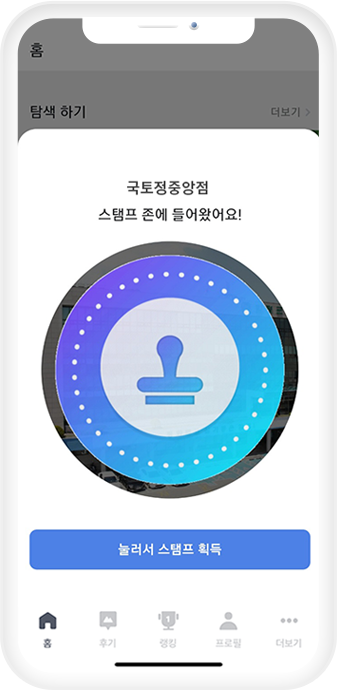 홈
탐색 하기
더보기 >
국토정중앙점
스탬프 존에 들어왔어요!
눌러서 스탬프 획득
홈
후기
랭킹
프로필
더보기